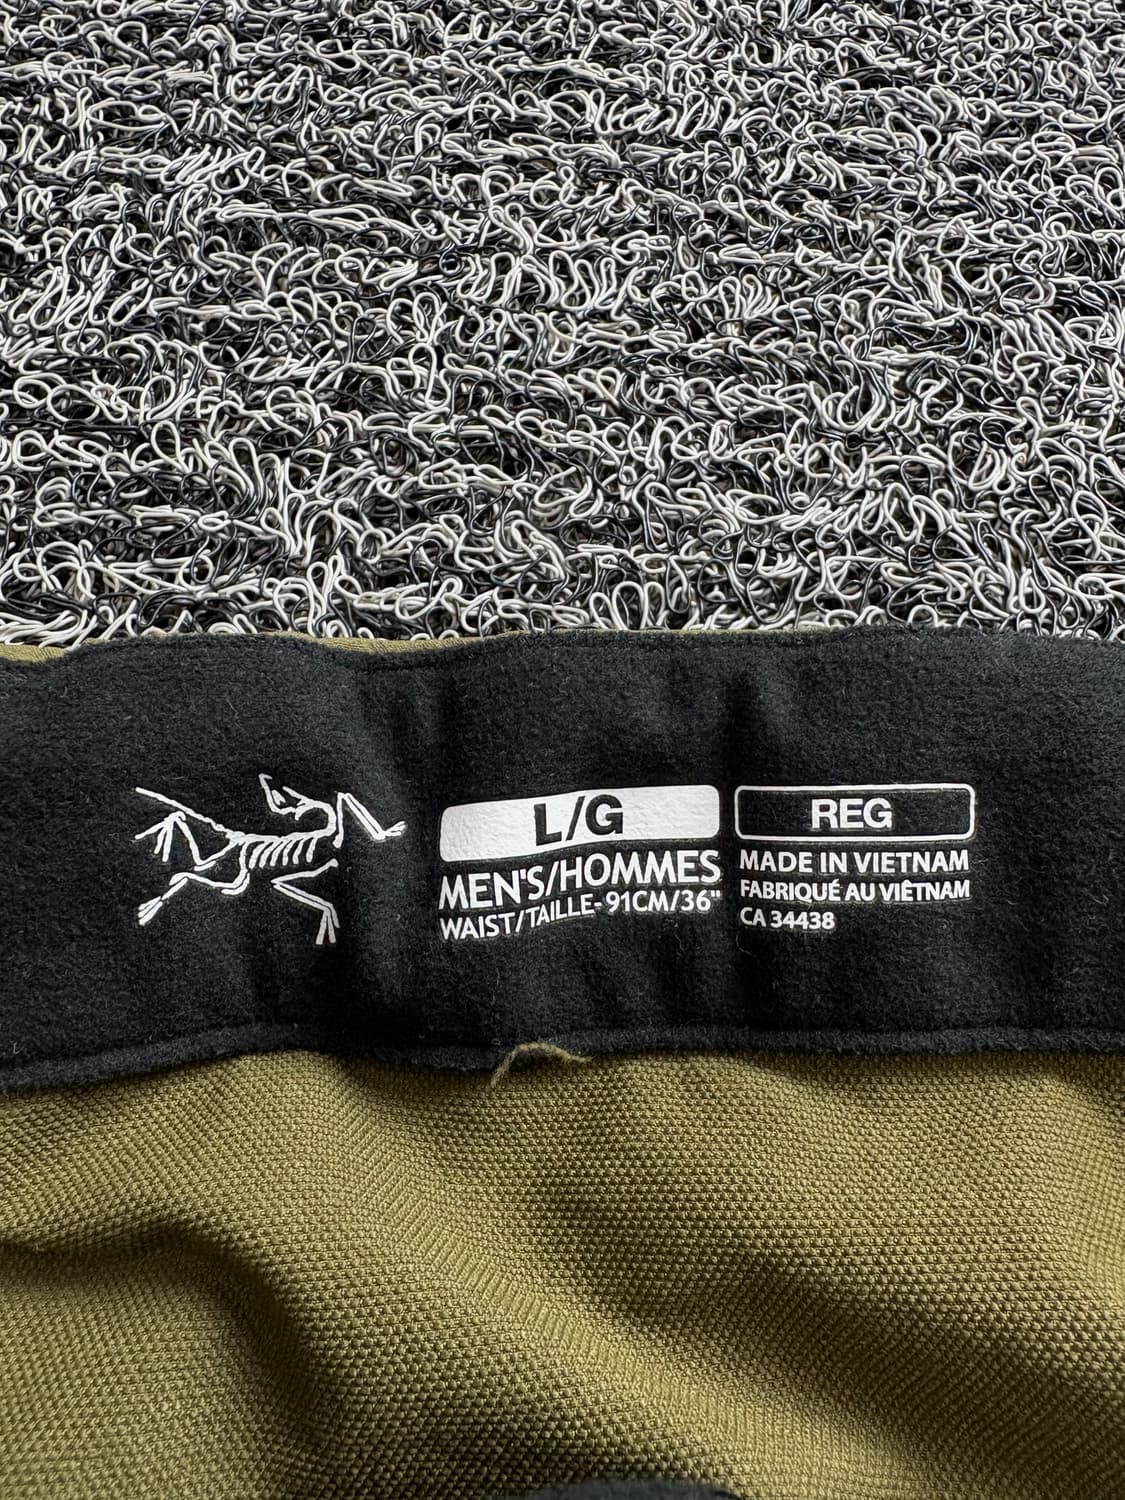 L/G
MEN'S/HOMMES
WAIST/TAILLE-91CM/36"
REG
MADE IN VIETNAM
FABRIQUÉ AU VIÊTNAM
CA 34438